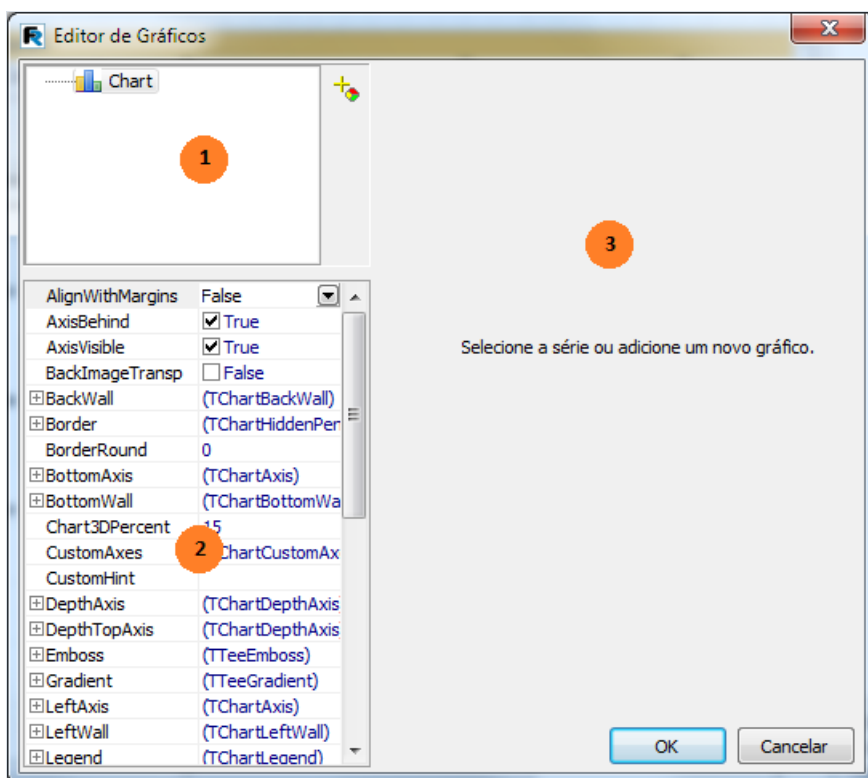 Editor de Gráficos
Chart
1
3
AlignWithMargins False
AxisBehind True
AxisVisible True
Selecione a série ou adicione um novo gráfico.
BackImageTransp False
BackWall (TChartBackWall)
Border (TChartHiddenPen
BorderRound 0
BottomAxis (TChartAxis)
BottomWall (TChartBottomWa
Chart3DPercent 15
2
CustomAxes ChartCustomAx
CustomHint
DepthAxis (TChartDepthAxis
DepthTopAxis (TChartDepthAxis
Emboss (TTeeEmboss)
Gradient (TTeeGradient)
LeftAxis (TChartAxis)
LeftWall (TChartLeftWall)
Legend (TChartLegend)
OK Cancelar